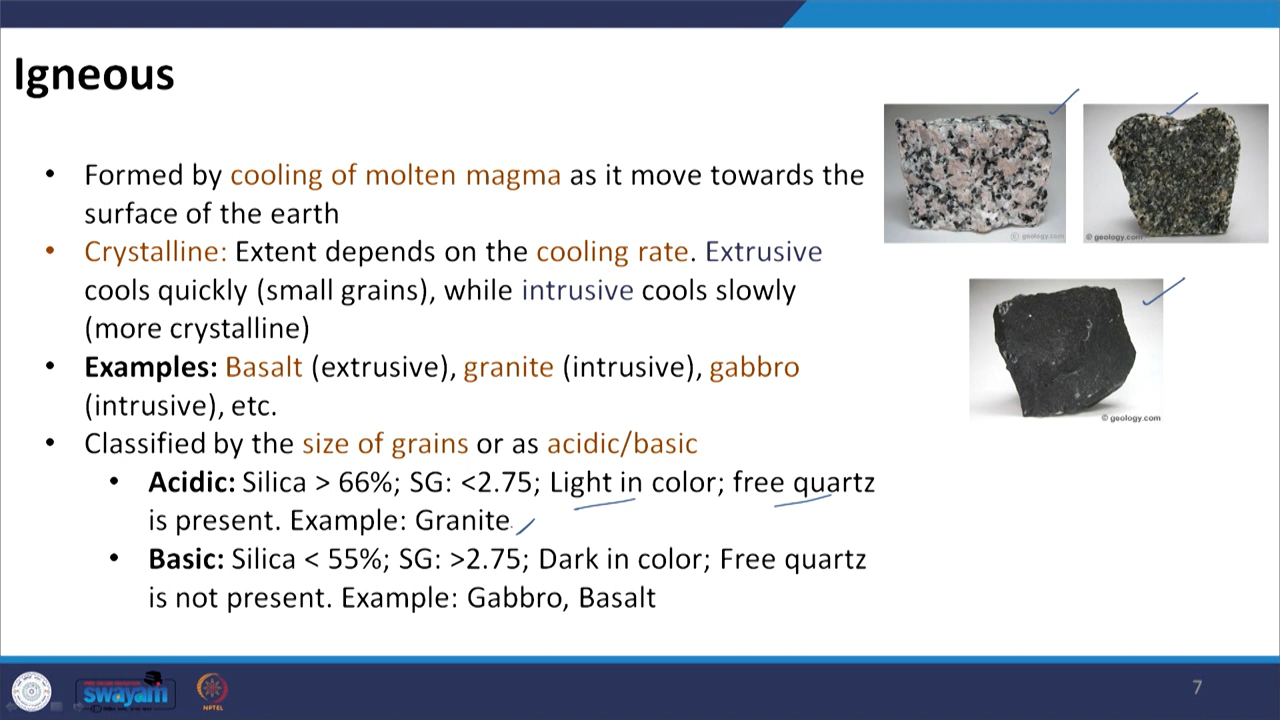 Igneous
• Formed by cooling of molten magma as it move towards the
surface of the earth
• Crystalline: Extent depends on the cooling rate. Extrusive
cools quickly (small grains), while intrusive cools slowly
(more crystalline)
• Examples: Basalt (extrusive), granite (intrusive), gabbro
(intrusive), etc.
• Classified by the size of grains or as acidic/basic
• Acidic: Silica > 66%; SG: <2.75; Light in color; free quartz
is present. Example: Granite
• Basic: Silica < 55%; SG: >2.75; Dark in color; Free quartz
is not present. Example: Gabbro, Basalt
© geology.com
© geology.com
© geology.com
swayam
NPTEL
7